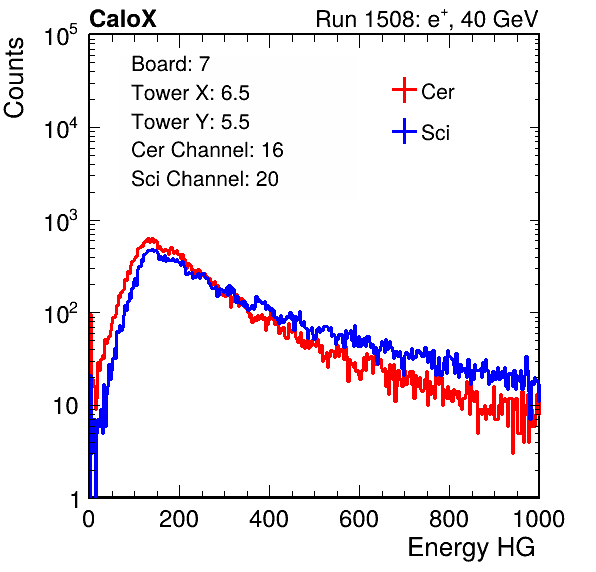 CaloX Run 1508: e⁺, 40 GeV
Counts
Board: 7
Tower X: 6.5
Tower Y: 5.5
Cer Channel: 16
Sci Channel: 20
Cer
Sci
10⁵
10⁴
10³
10²
10
1
0 200 400 600 800 1000
Energy HG